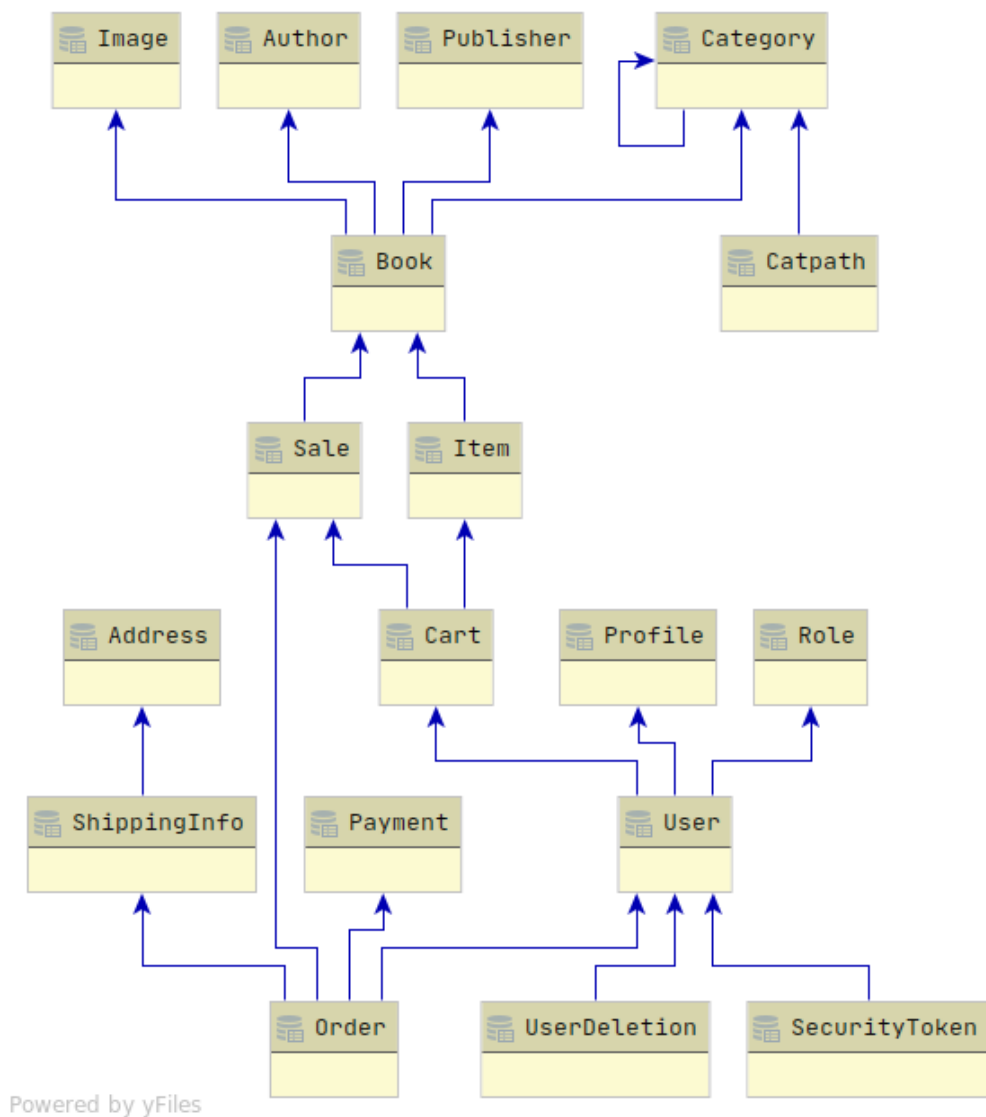 Image
Author
Publisher
Category
Book
Catpath
Sale
Item
Address
Cart
Profile
Role
ShippingInfo
Payment
User
Order
UserDeletion
SecurityToken
Powered by yFiles